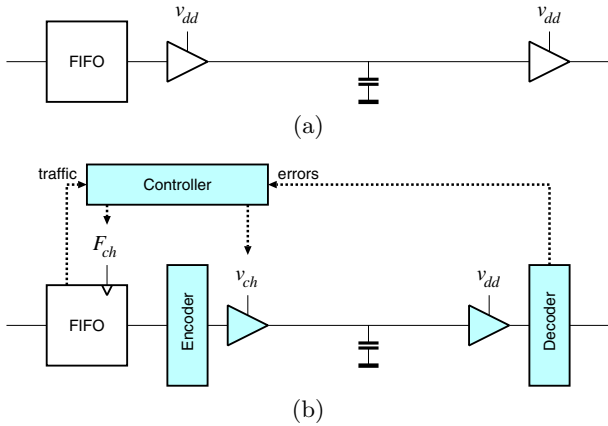 v_dd v_dd
FIFO
(a)
traffic Controller errors
F_ch
v_ch v_dd
FIFO Encoder Decoder
(b)